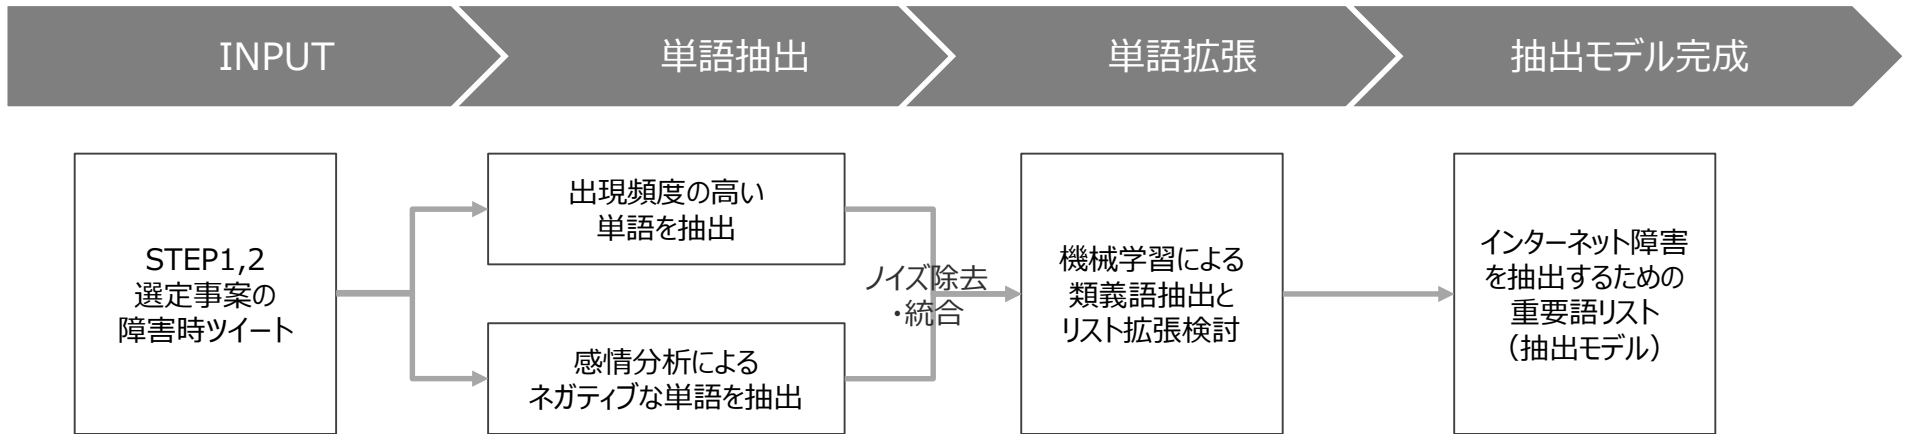 INPUT
単語抽出
単語拡張
抽出モデル完成
STEP1,2
選定事案の
障害時ツイート
出現頻度の高い
単語を抽出
感情分析による
ネガティブな単語を抽出
ノイズ除去
・統合
機械学習による
類義語抽出と
リスト拡張検討
インターネット障害
を抽出するための
重要語リスト
（抽出モデル）